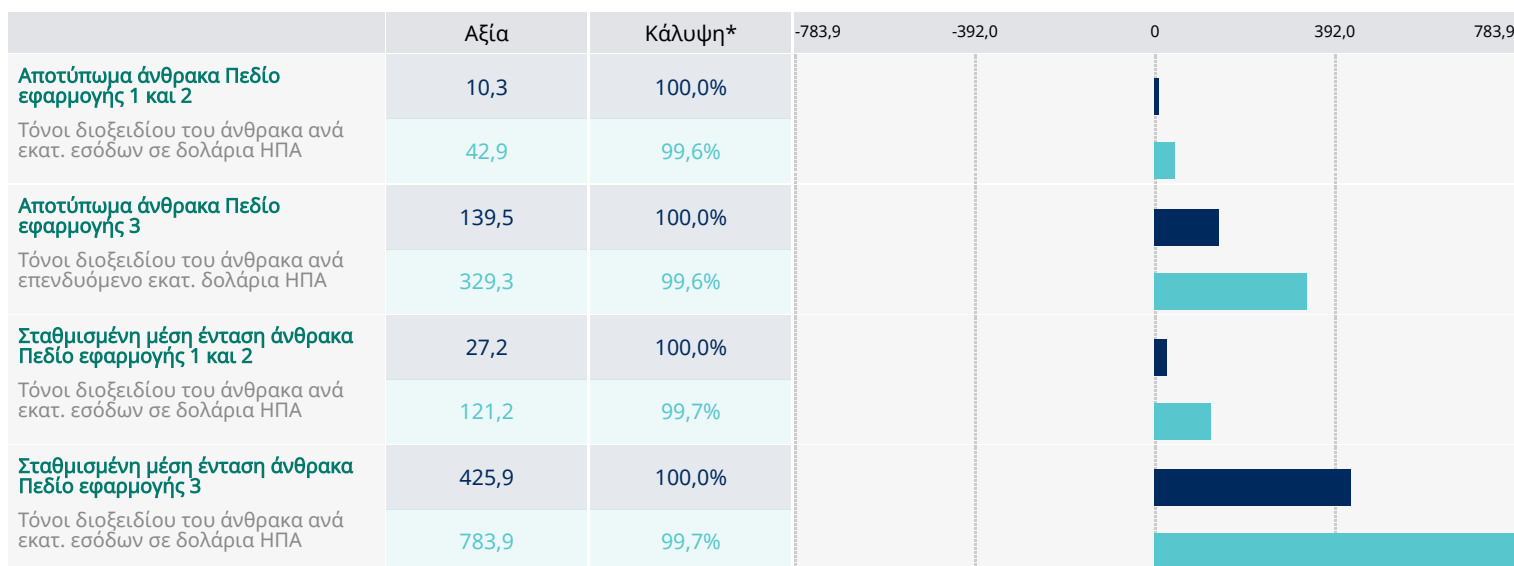 Αξία Κάλυψη* -783,9 -392,0 0 392,0 783,9
Αποτύπωμα άνθρακα Πεδίο
εφαρμογής 1 και 2
Τόνοι διοξειδίου του άνθρακα ανά
εκατ. εσόδων σε δολάρια ΗΠΑ
10,3 100,0%
42,9 99,6%
Αποτύπωμα άνθρακα Πεδίο
εφαρμογής 3
Τόνοι διοξειδίου του άνθρακα ανά
επενδυόμενο εκατ. δολάρια ΗΠΑ
139,5 100,0%
329,3 99,6%
Σταθμισμένη μέση ένταση άνθρακα
Πεδίο εφαρμογής 1 και 2
Τόνοι διοξειδίου του άνθρακα ανά
εκατ. εσόδων σε δολάρια ΗΠΑ
27,2 100,0%
121,2 99,7%
Σταθμισμένη μέση ένταση άνθρακα
Πεδίο εφαρμογής 3
Τόνοι διοξειδίου του άνθρακα ανά
εκατ. εσόδων σε δολάρια ΗΠΑ
425,9 100,0%
783,9 99,7%